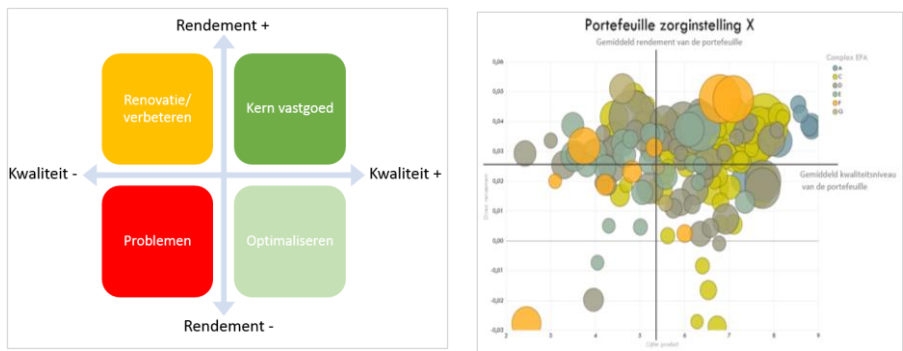 Rendement +
Renovatie/
verbeteren
Kern vastgoed
Kwaliteit -
Kwaliteit +
Problemen
Optimaliseren
Rendement -
Portefeuille zorginstelling X
Gemiddeld rendement van de portefeuille
Complex EPA
A
C
D
E
F
G
0,06
0,05
0,04
0,03
0,02
0,01
0,00
-0,01
-0,02
-0,03
Gemiddeld kwaliteitsniveau
van de portefeuille
2
3
4
5
6
7
8
9
Cijfer product